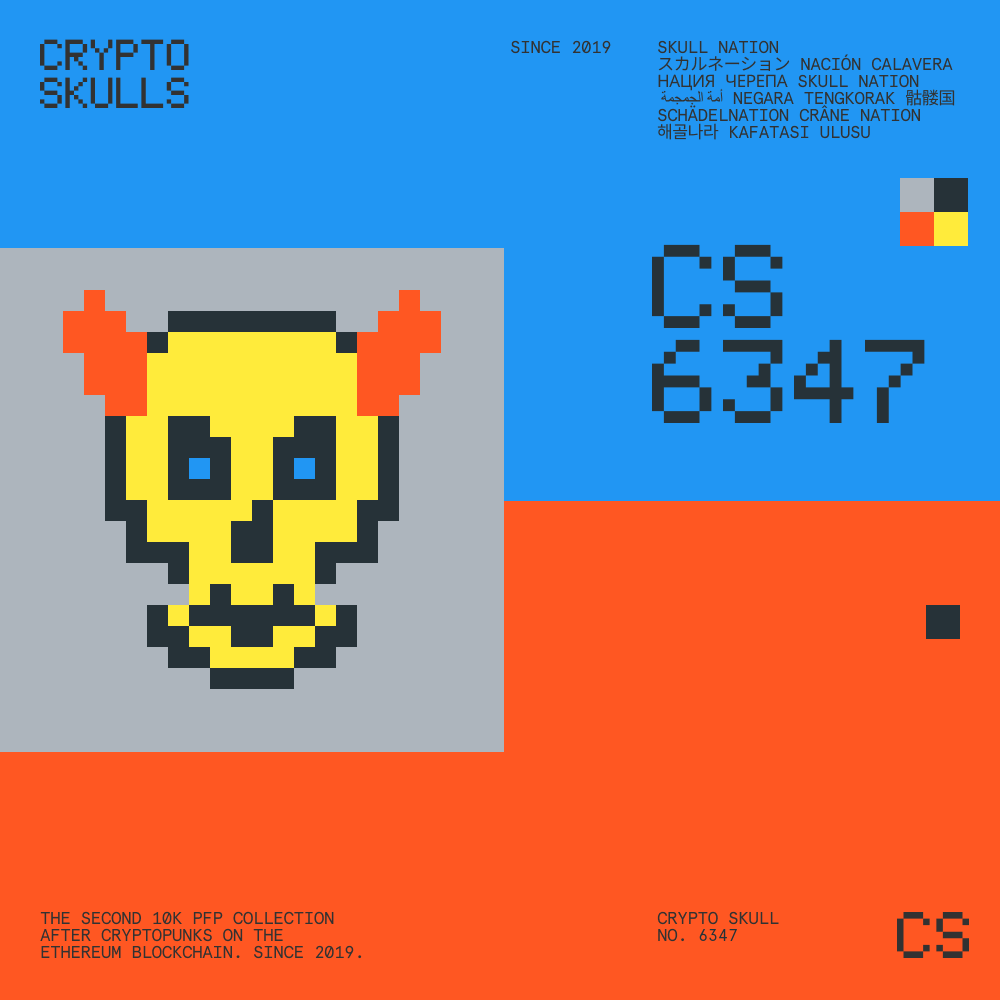 CRYPTO
SKULLS
SINCE 2019
SKULL NATION
スカルネーション NACIÓN CALAVERA
НАЦИЯ ЧЕРЕПА SKULL NATION
أمة الجمجمة NEGARA TENGKORAK 骷髅国
SCHÄDELNATION CRÂNE NATION
해골나라 KAFATASI ULUSU
CS
6347
THE SECOND 10K PFP COLLECTION
AFTER CRYPTOPUNKS ON THE
ETHEREUM BLOCKCHAIN. SINCE 2019.
CRYPTO SKULL
NO. 6347
CS